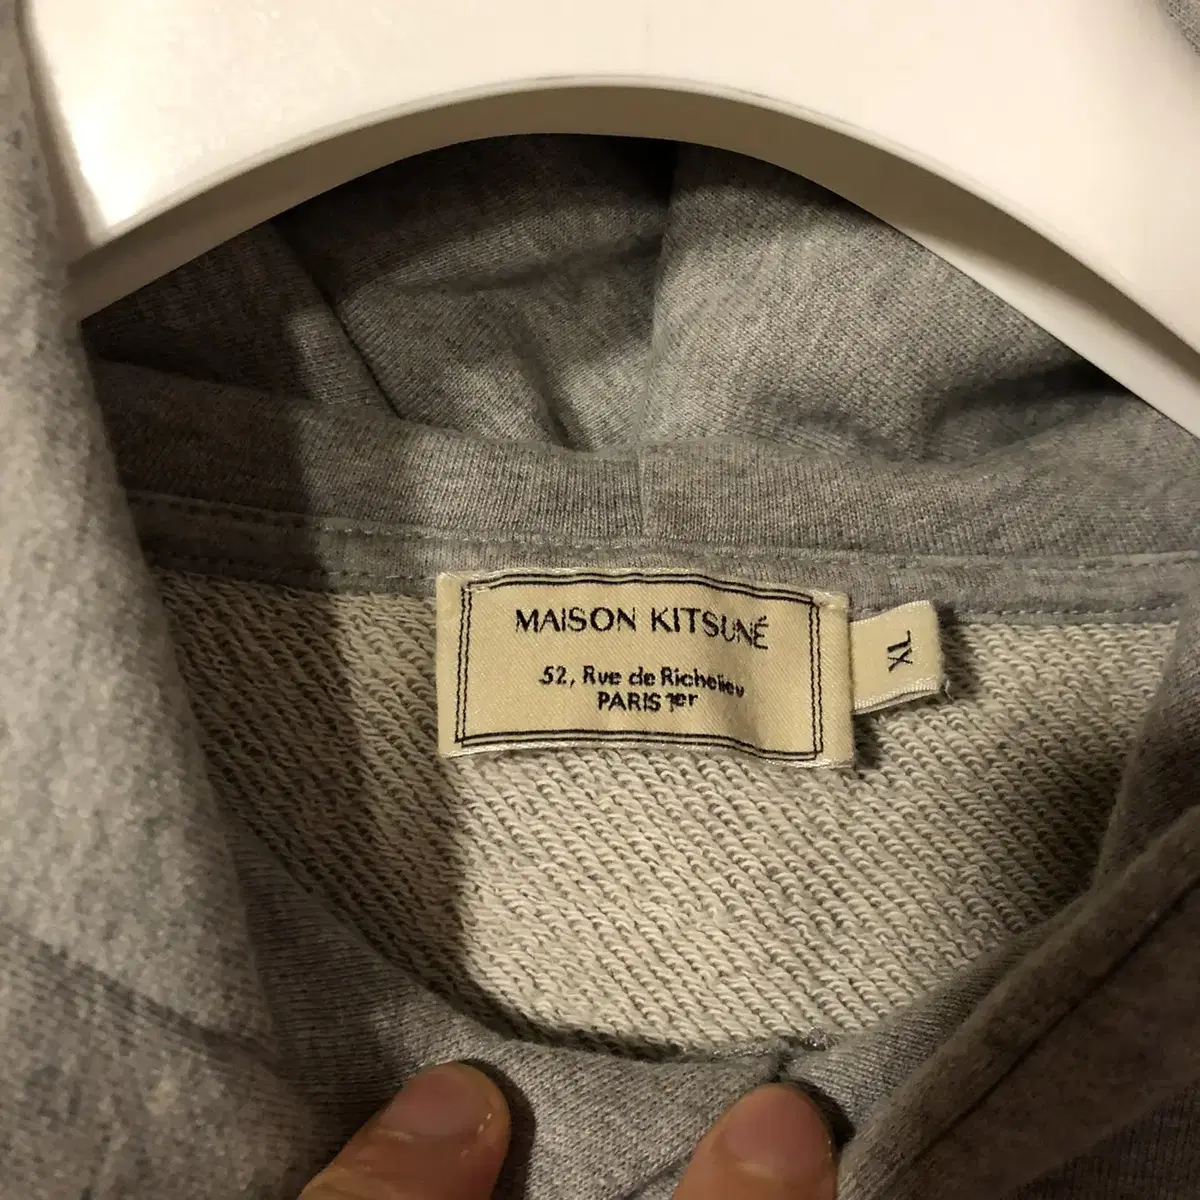 MAISON KITSUNÉ
52, Rue de Richelieu
PARIS 1er
XL